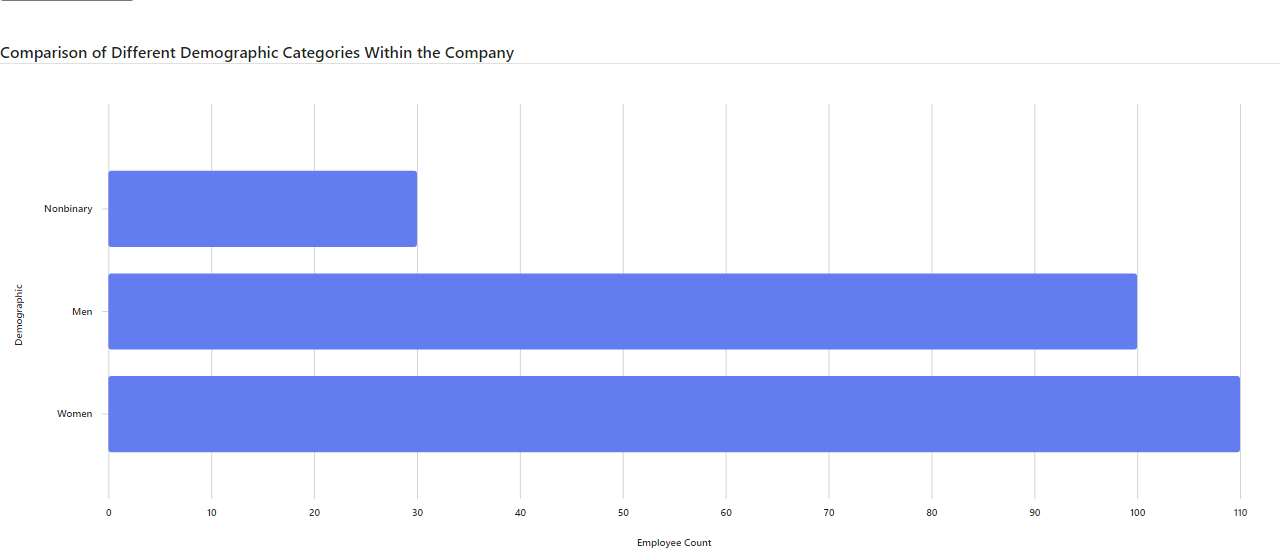 Comparison of Different Demographic Categories Within the Company
Nonbinary
Men
Women
Demographic
0 10 20 30 40 50 60 70 80 90 100 110
Employee Count